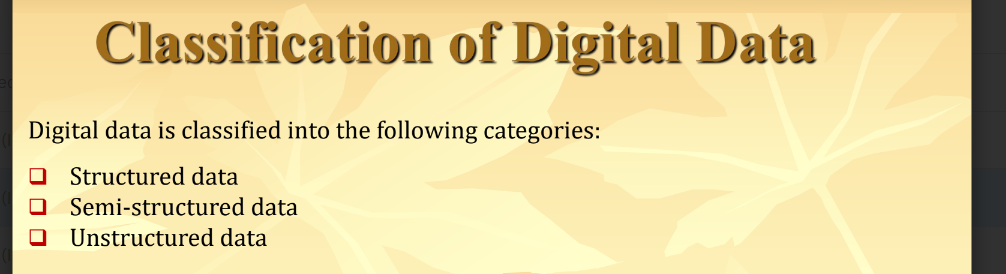 Classification of Digital Data
Digital data is classified into the following categories:
Structured data
Semi-structured data
Unstructured data